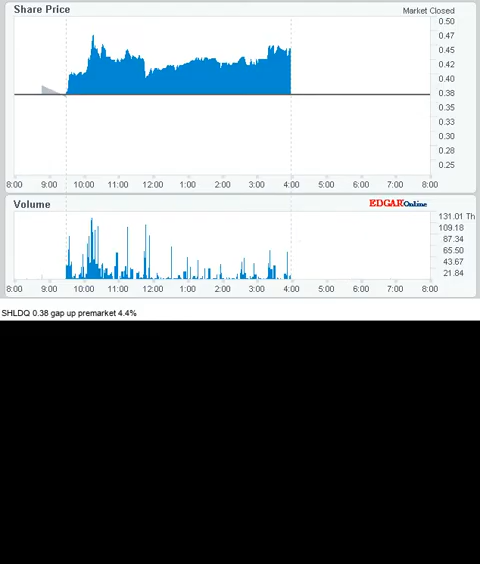 Share Price
Market Closed
0.50
0.47
0.45
0.42
0.40
0.38
0.35
0.33
0.30
0.28
0.25
8:00 9:00 10:00 11:00 12:00 1:00 2:00 3:00 4:00 5:00 6:00 7:00 8:00
Volume
EDGAR Online
131.01 Th
109.18
87.34
65.50
43.67
21.84
8:00 9:00 10:00 11:00 12:00 1:00 2:00 3:00 4:00 5:00 6:00 7:00 8:00
SHLDQ 0.38 gap up premarket 4.4%